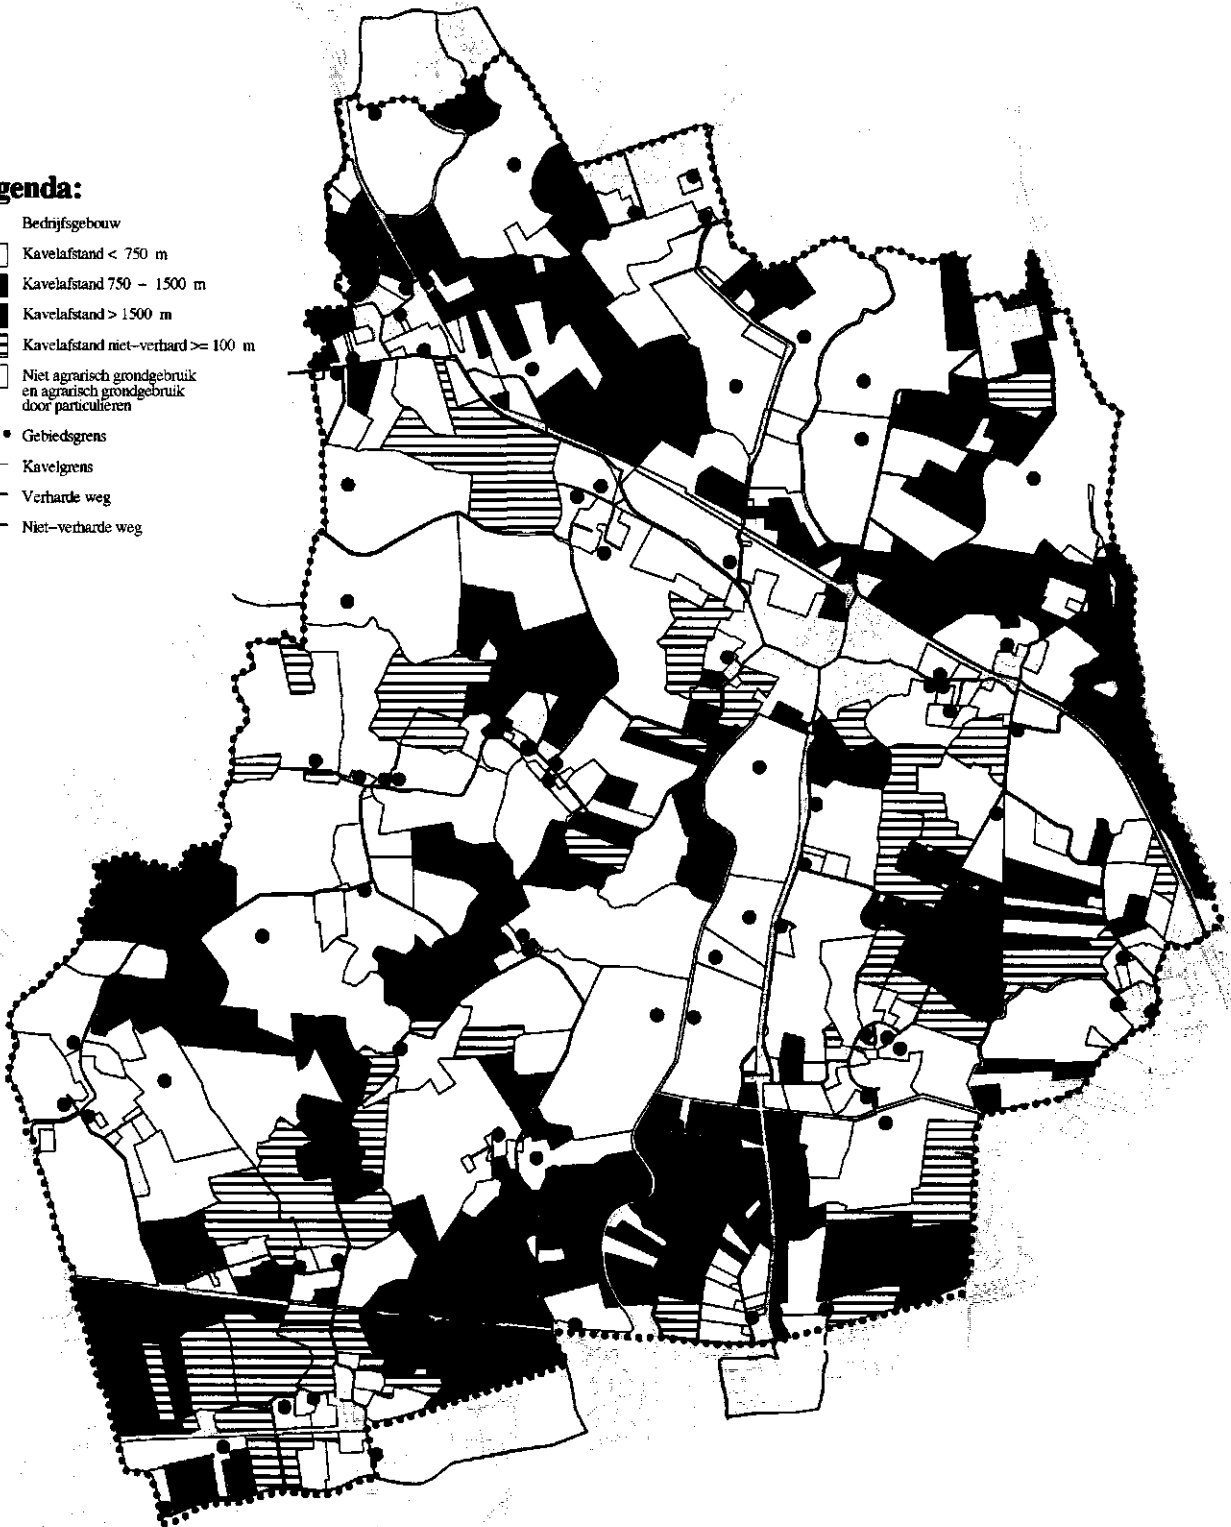 genda:
Bedrijfsgebouw
Kavelafstand < 750 m
Kavelafstand 750 – 1500 m
Kavelafstand > 1500 m
Kavelafstand niet–verhard >= 100 m
Niet agrarisch grondgebruik
en agrarisch grondgebruik
door particulieren
Gebiedsgrens
Kavelgrens
Verharde weg
Niet–verharde weg